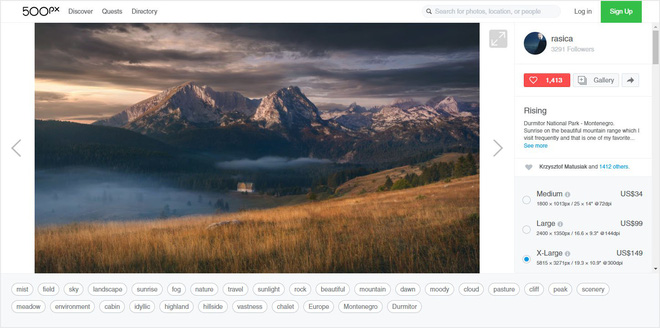 500px Discover Quests Directory Search for photos, location, or people Log in Sign Up
rasica
3291 Followers
1,413 Gallery
Rising
Durmitor National Park - Montenegro.
Sunrise on the beautiful mountain range which I
visit frequently and that is one of my favorite...
See more
Krzysztof Matusiak and 1412 others.
Medium US$34
1800 × 1013px / 25 × 14" @72dpi
Large US$99
2400 × 1350px / 16.6 × 9.3" @144dpi
X-Large US$149
5815 × 3271px / 19.3 × 10.9" @300dpi
mist field sky landscape sunrise fog nature travel sunlight rock beautiful mountain dawn moody cloud pasture cliff peak scenery
meadow environment cabin idyllic highland hillside vastness chalet Europe Montenegro Durmitor